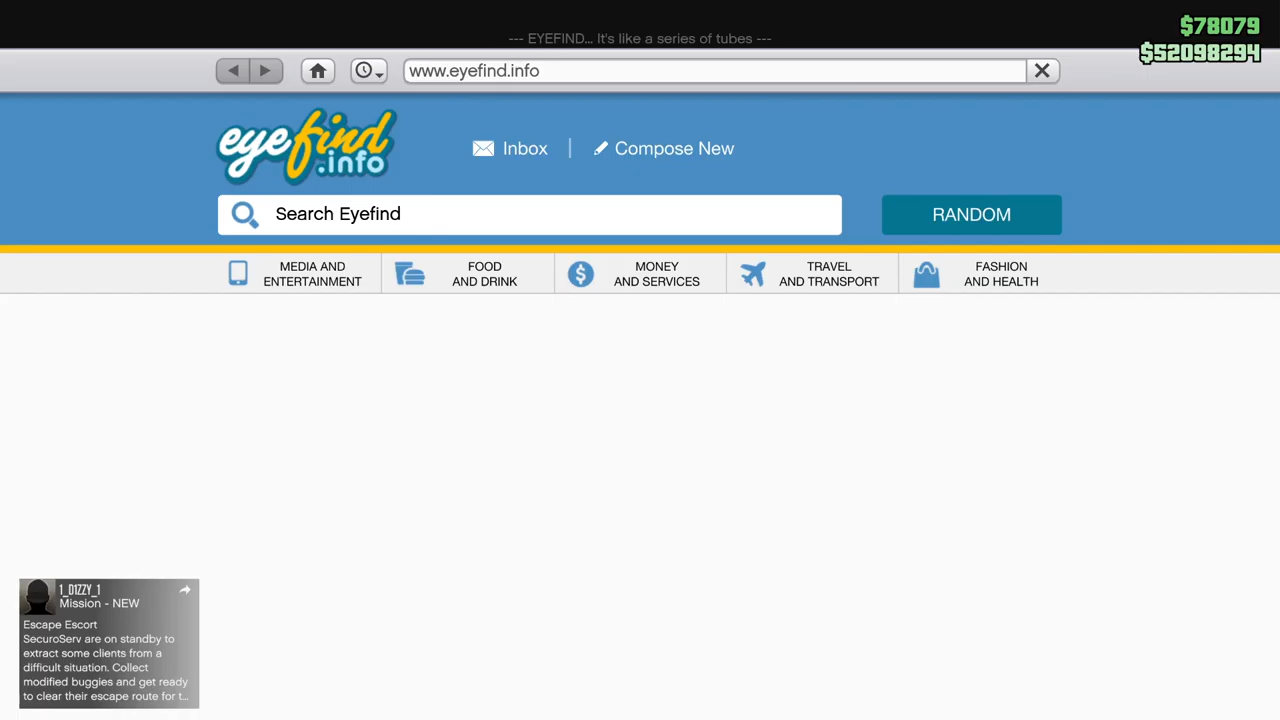 $78079
--- EYEFIND... It's like a series of tubes ---
$52098294
www.eyefind.info
eyefind
.info
Inbox | Compose New
Search Eyefind
RANDOM
MEDIA AND
ENTERTAINMENT
FOOD
AND DRINK
MONEY
AND SERVICES
TRAVEL
AND TRANSPORT
FASHION
AND HEALTH
1_D1ZZY_1
Mission - NEW
Escape Escort
SecuroServ are on standby to
extract some clients from a
difficult situation. Collect
modified buggies and get ready
to clear their escape route for t...